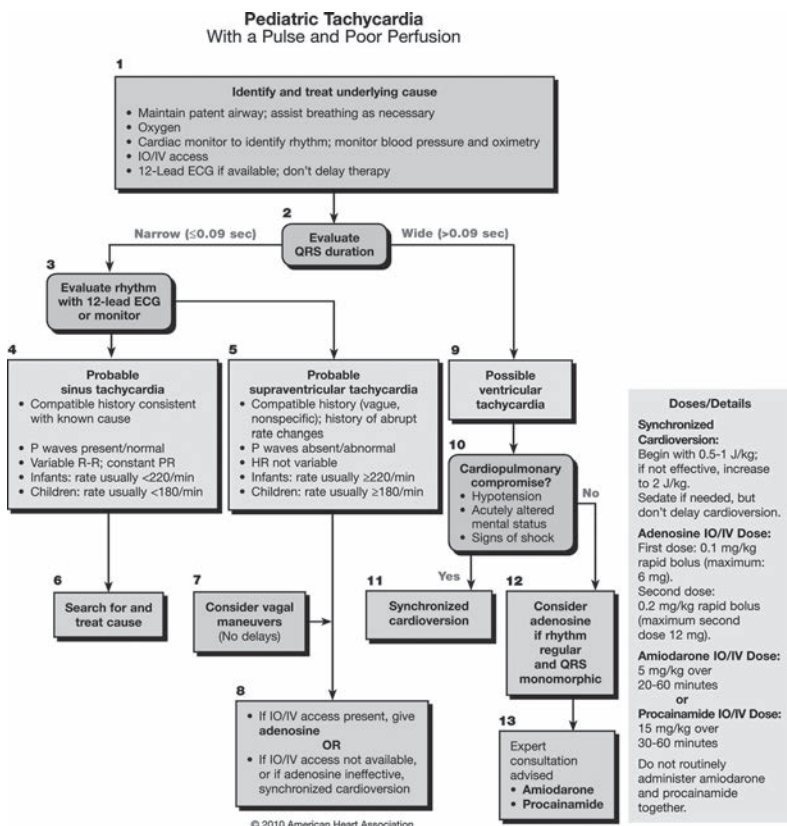 Pediatric Tachycardia
With a Pulse and Poor Perfusion
1
Identify and treat underlying cause
• Maintain patent airway; assist breathing as necessary
• Oxygen
• Cardiac monitor to identify rhythm; monitor blood pressure and oximetry
• IO/IV access
• 12-Lead ECG if available; don't delay therapy
2
Narrow (≤0.09 sec)
Evaluate
QRS duration
Wide (>0.09 sec)
3
Evaluate rhythm
with 12-lead ECG
or monitor
4
Probable
sinus tachycardia
• Compatible history consistent
with known cause
• P waves present/normal
• Variable R-R; constant PR
• Infants: rate usually <220/min
• Children: rate usually <180/min
5
Probable
supraventricular tachycardia
• Compatible history (vague,
nonspecific); history of abrupt
rate changes
• P waves absent/abnormal
• HR not variable
• Infants: rate usually ≥220/min
• Children: rate usually ≥180/min
9
Possible
ventricular
tachycardia
10
Cardiopulmonary
compromise?
• Hypotension
• Acutely altered
mental status
• Signs of shock
No
Yes
6
Search for and
treat cause
7
Consider vagal
maneuvers
(No delays)
11
Synchronized
cardioversion
12
Consider
adenosine
if rhythm
regular
and QRS
monomorphic
8
• If IO/IV access present, give
adenosine
OR
• If IO/IV access not available,
or if adenosine ineffective,
synchronized cardioversion
13
Expert
consultation
advised
• Amiodarone
• Procainamide
Doses/Details
Synchronized
Cardioversion:
Begin with 0.5-1 J/kg;
if not effective, increase
to 2 J/kg.
Sedate if needed, but
don't delay cardioversion.
Adenosine IO/IV Dose:
First dose: 0.1 mg/kg
rapid bolus (maximum:
6 mg).
Second dose:
0.2 mg/kg rapid bolus
(maximum second
dose 12 mg).
Amiodarone IO/IV Dose:
5 mg/kg over
20-60 minutes
or
Procainamide IO/IV Dose:
15 mg/kg over
30-60 minutes
Do not routinely
administer amiodarone
and procainamide
together.
© 2010 American Heart Association